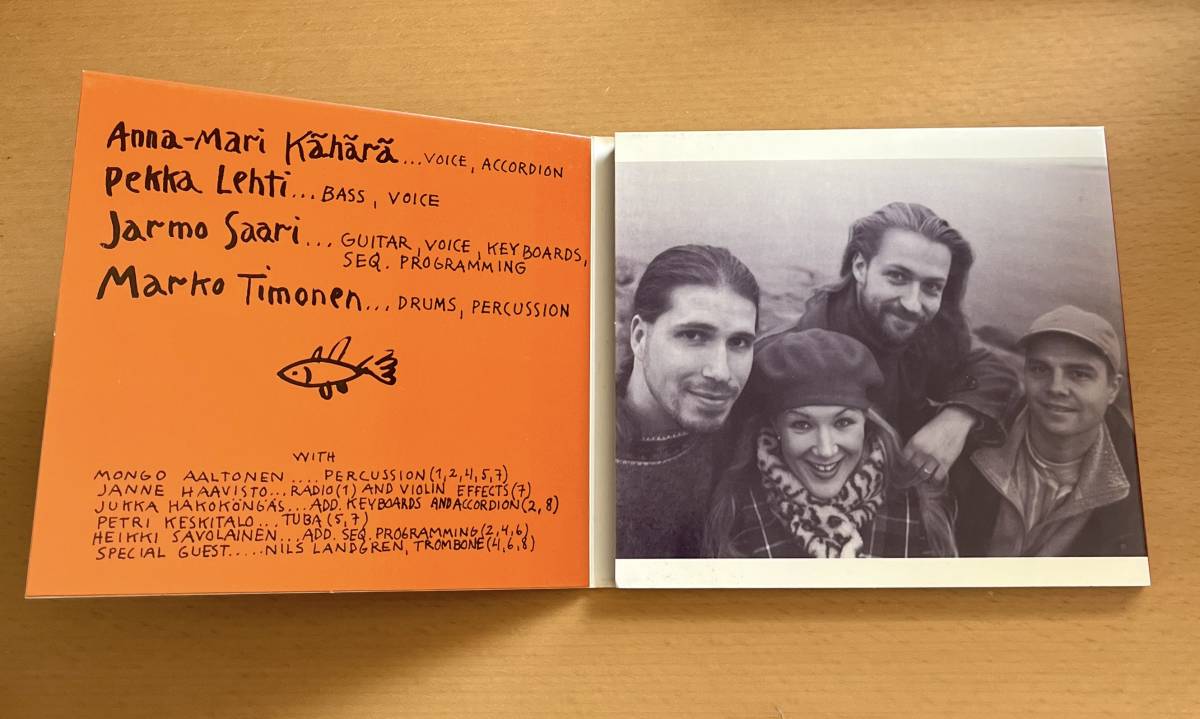 Anna-Mari Kähärä...VOICE, ACCORDION
Pekka Lehti...BASS, VOICE
Jarmo Saari...GUITAR, VOICE, KEYBOARDS,
SEQ. PROGRAMMING
Marko Timonen...DRUMS, PERCUSSION
WITH
MONGO AALTONEN....PERCUSSION(1,2,4,5,7)
JANNE HAAVISTO...RADIO(1) AND VIOLIN EFFECTS(7)
JUKKA HAKOKÖNGÄS...ADD. KEYBOARDS AND ACCORDION(2,8)
PETRI KESKITALO...TUBA(5,7)
HEIKKI SAVOLAINEN...ADD. SEQ. PROGRAMMING(2,4,6)
SPECIAL GUEST.....NILS LANDGREN, TROMBONE(4,6,8)